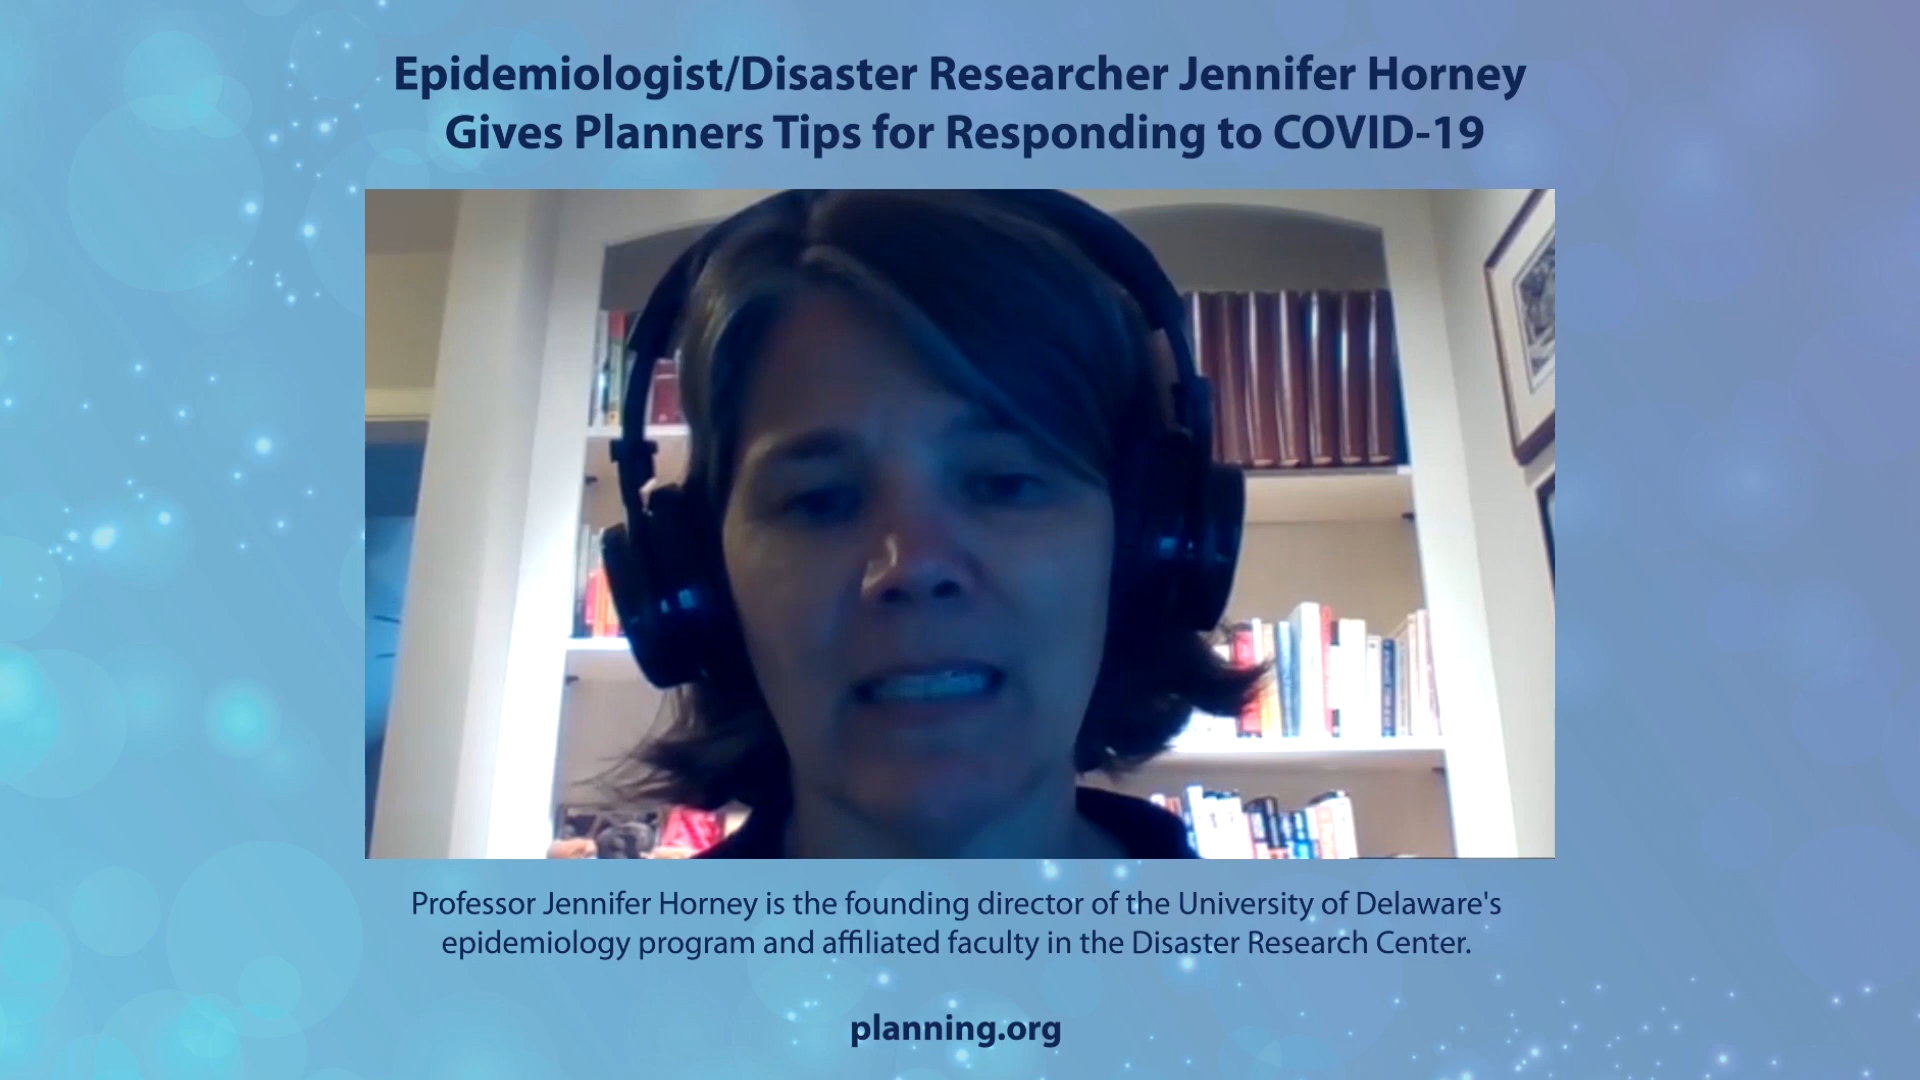 Epidemiologist/Disaster Researcher Jennifer Horney
Gives Planners Tips for Responding to COVID-19
Professor Jennifer Horney is the founding director of the University of Delaware's
epidemiology program and affiliated faculty in the Disaster Research Center.
planning.org